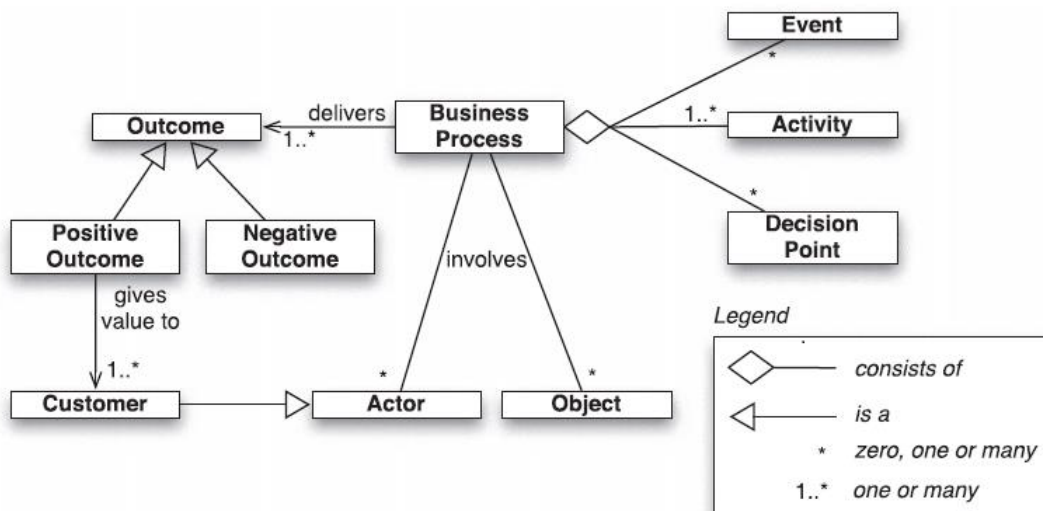 Event
*
delivers
Business
Process
Outcome
1..*
1..*
Activity
*
Positive
Outcome
Negative
Outcome
Decision
Point
involves
gives
value to
Legend
1..*
*
*
consists of
Customer
Actor
Object
is a
* zero, one or many
1..* one or many